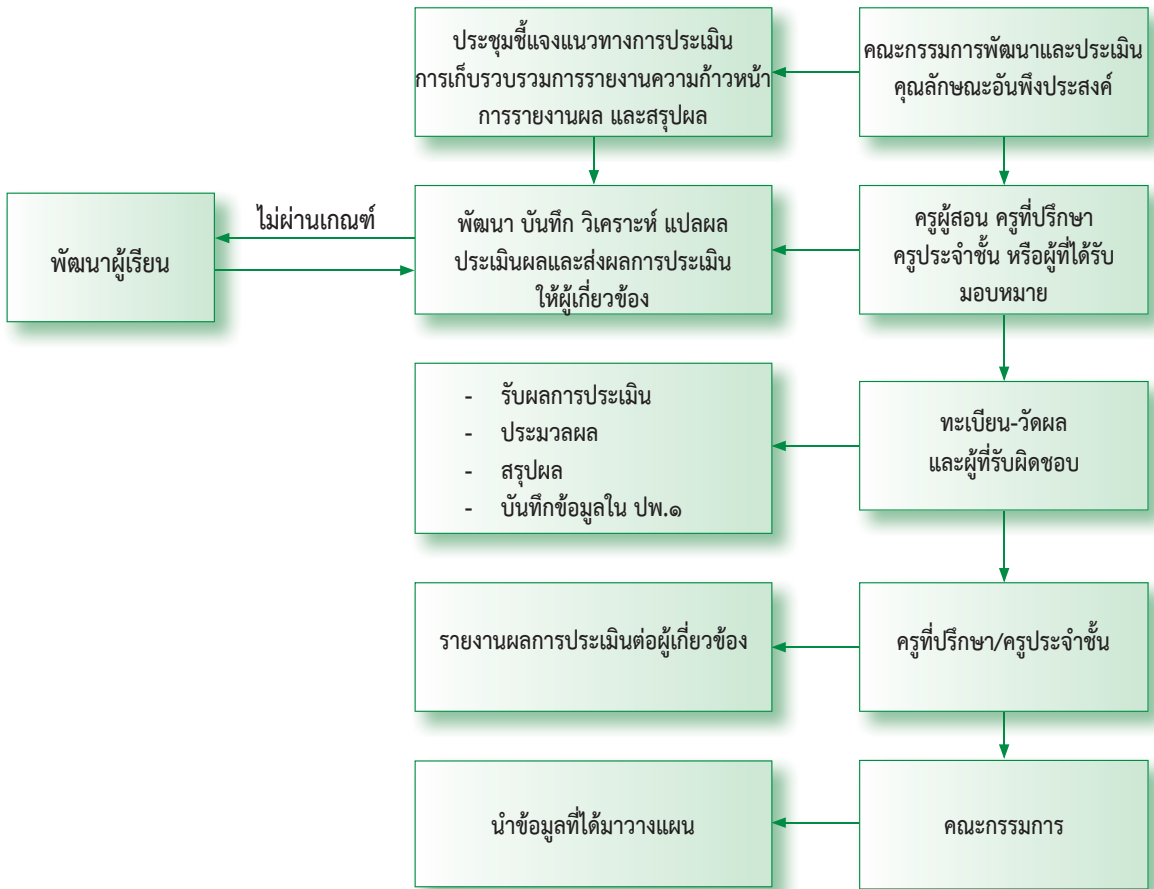 ประชุมชี้แจงแนวทางการประเมิน
การเก็บรวบรวมการรายงานความก้าวหน้า
การรายงานผล และสรุปผล
คณะกรรมการพัฒนาและประเมิน
คุณลักษณะอันพึงประสงค์
พัฒนาผู้เรียน
ไม่ผ่านเกณฑ์
พัฒนา บันทึก วิเคราะห์ แปลผล
ประเมินผลและส่งผลการประเมิน
ให้ผู้เกี่ยวข้อง
ครูผู้สอน ครูที่ปรึกษา
ครูประจำชั้น หรือผู้ที่ได้รับ
มอบหมาย
- รับผลการประเมิน
- ประมวลผล
- สรุปผล
- บันทึกข้อมูลใน ปพ.๑
ทะเบียน-วัดผล
และผู้ที่รับผิดชอบ
รายงานผลการประเมินต่อผู้เกี่ยวข้อง
ครูที่ปรึกษา/ครูประจำชั้น
นำข้อมูลที่ได้มาวางแผน
คณะกรรมการ